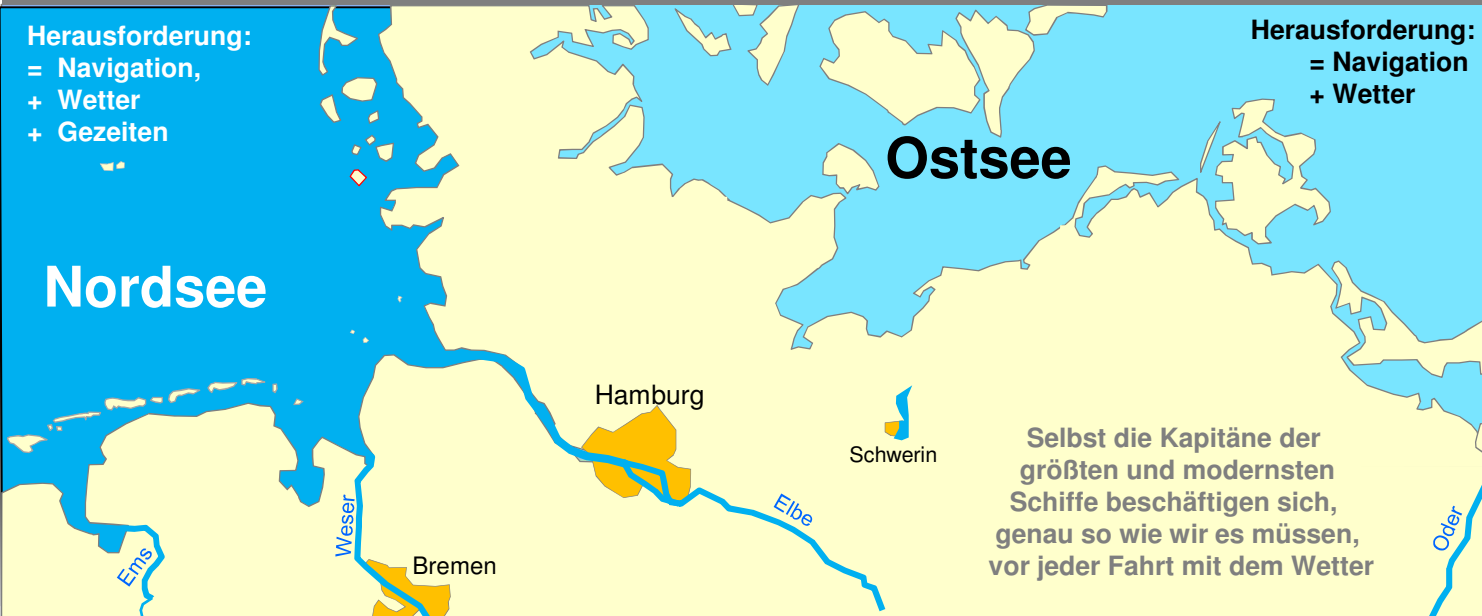 Herausforderung:
= Navigation,
+ Wetter
+ Gezeiten
Herausforderung:
= Navigation
+ Wetter
Ostsee
Nordsee
Hamburg
Schwerin
Selbst die Kapitäne der
größten und modernsten
Schiffe beschäftigen sich,
genau so wie wir es müssen,
vor jeder Fahrt mit dem Wetter
Elbe
Weser
Oder
Ems
Bremen